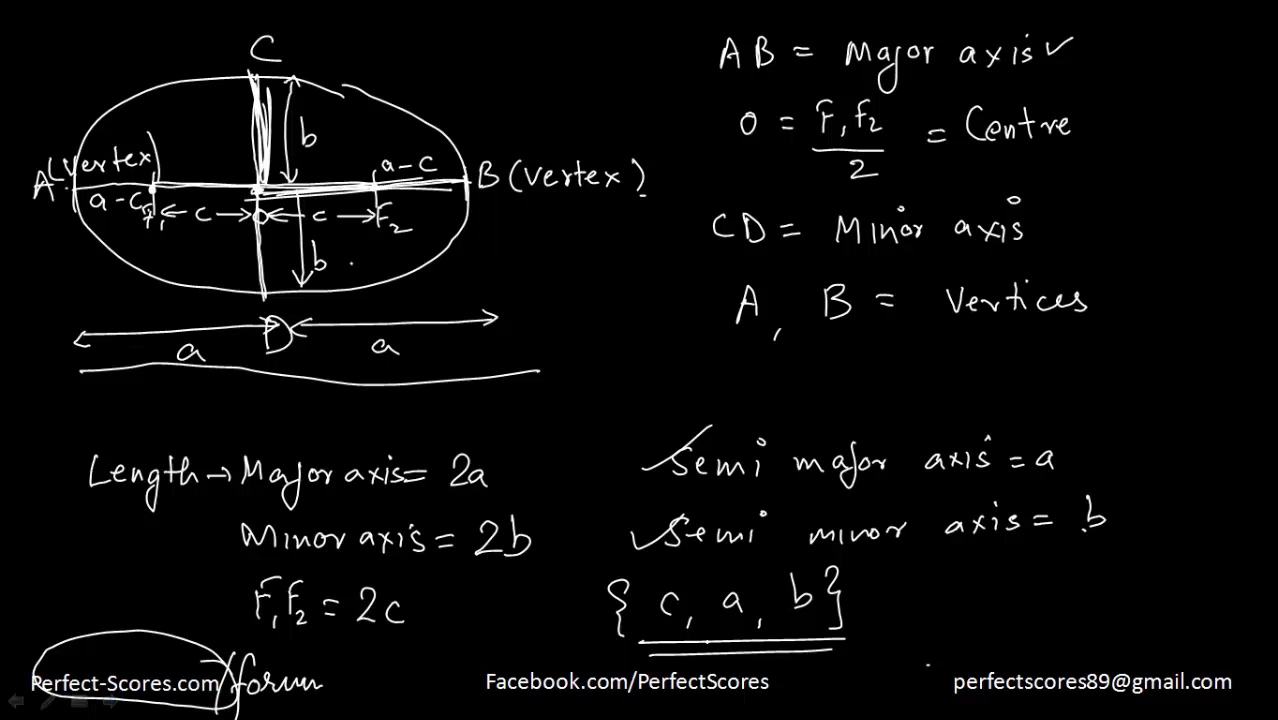 C
AB = Major axis ✓
b
O = F₁F₂/2 = Centre
A (vertex)
a-c
B (vertex)
a-c F₁ c O c F₂
CD = Minor axis
b
A, B = vertices
D
a a
Length → Major axis = 2a
Semi major axis = a
Minor axis = 2b
Semi minor axis = b
F₁F₂ = 2c
{ c, a, b }
Perfect-Scores.com/forum
Facebook.com/PerfectScores
perfectscores89@gmail.com